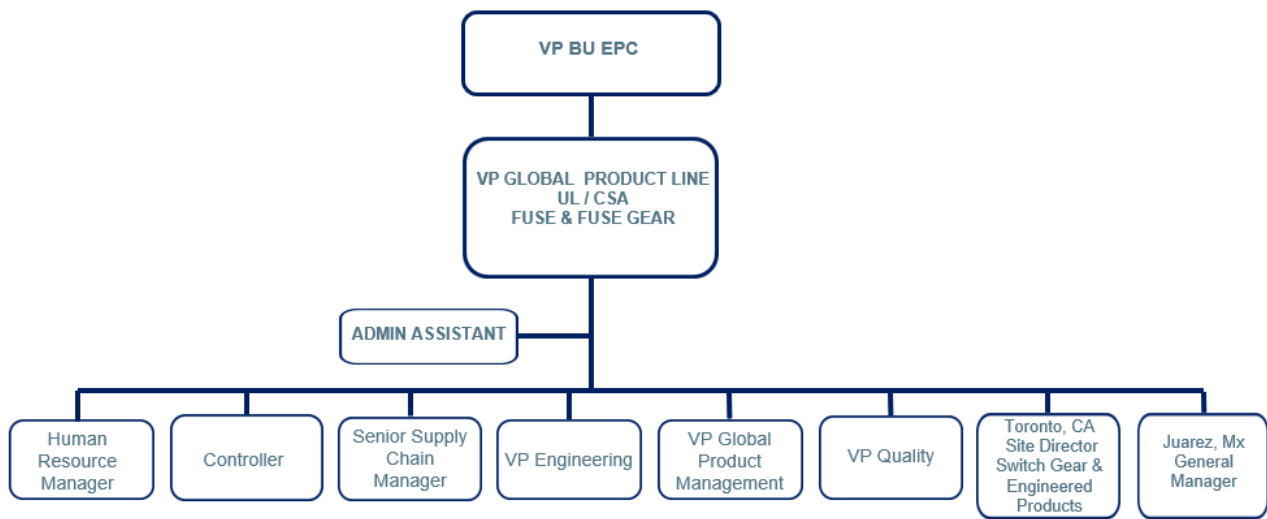 VP BU EPC
VP GLOBAL PRODUCT LINE
UL / CSA
FUSE & FUSE GEAR
ADMIN ASSISTANT
Human
Resource
Manager
Controller
Senior Supply
Chain
Manager
VP Engineering
VP Global
Product
Management
VP Quality
Toronto, CA
Site Director
Switch Gear &
Engineered
Products
Juarez, Mx
General
Manager